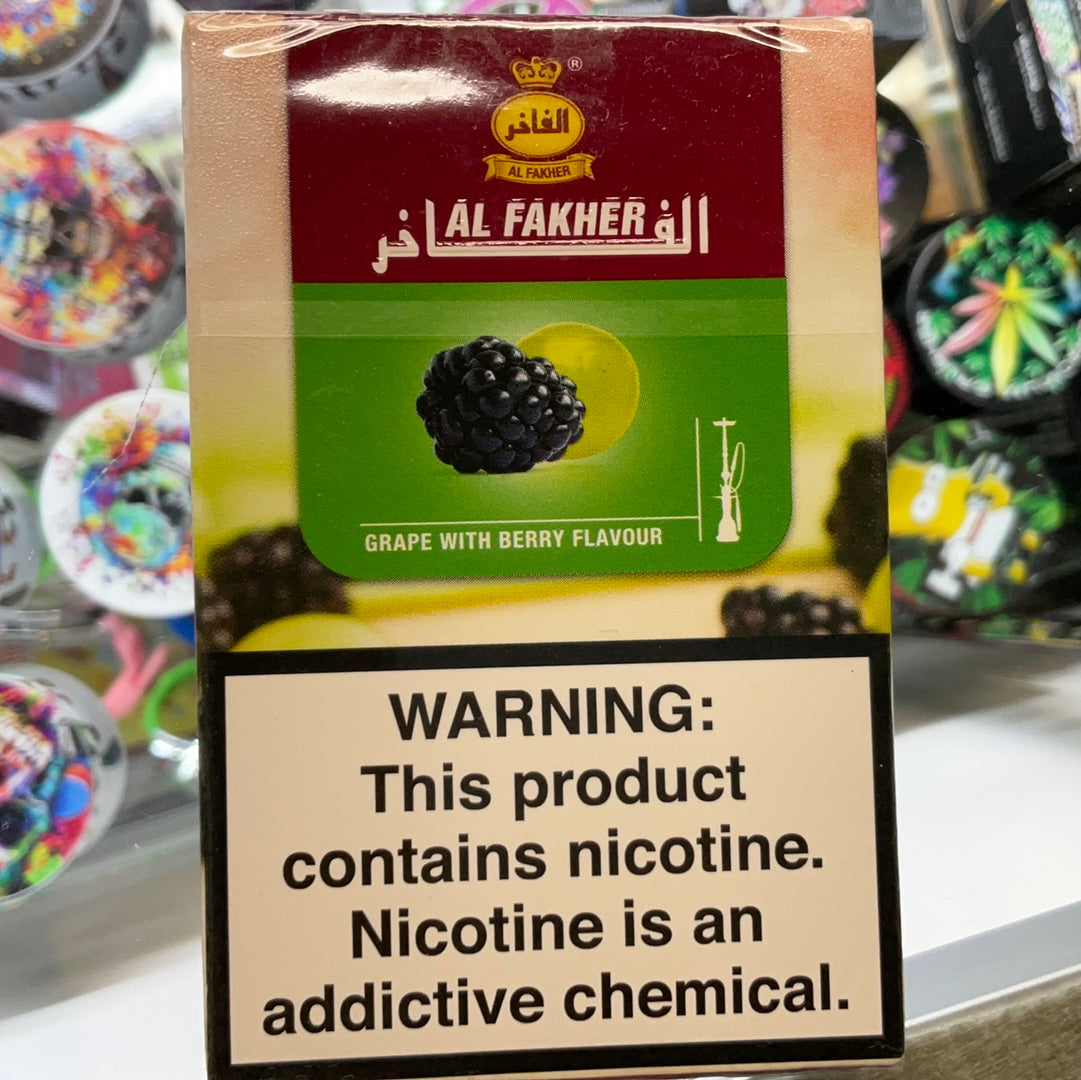 ®
الفاخر
AL FAKHER
الفاخر
AL FAKHER
GRAPE WITH BERRY FLAVOUR
WARNING:
This product
contains nicotine.
Nicotine is an
addictive chemical.